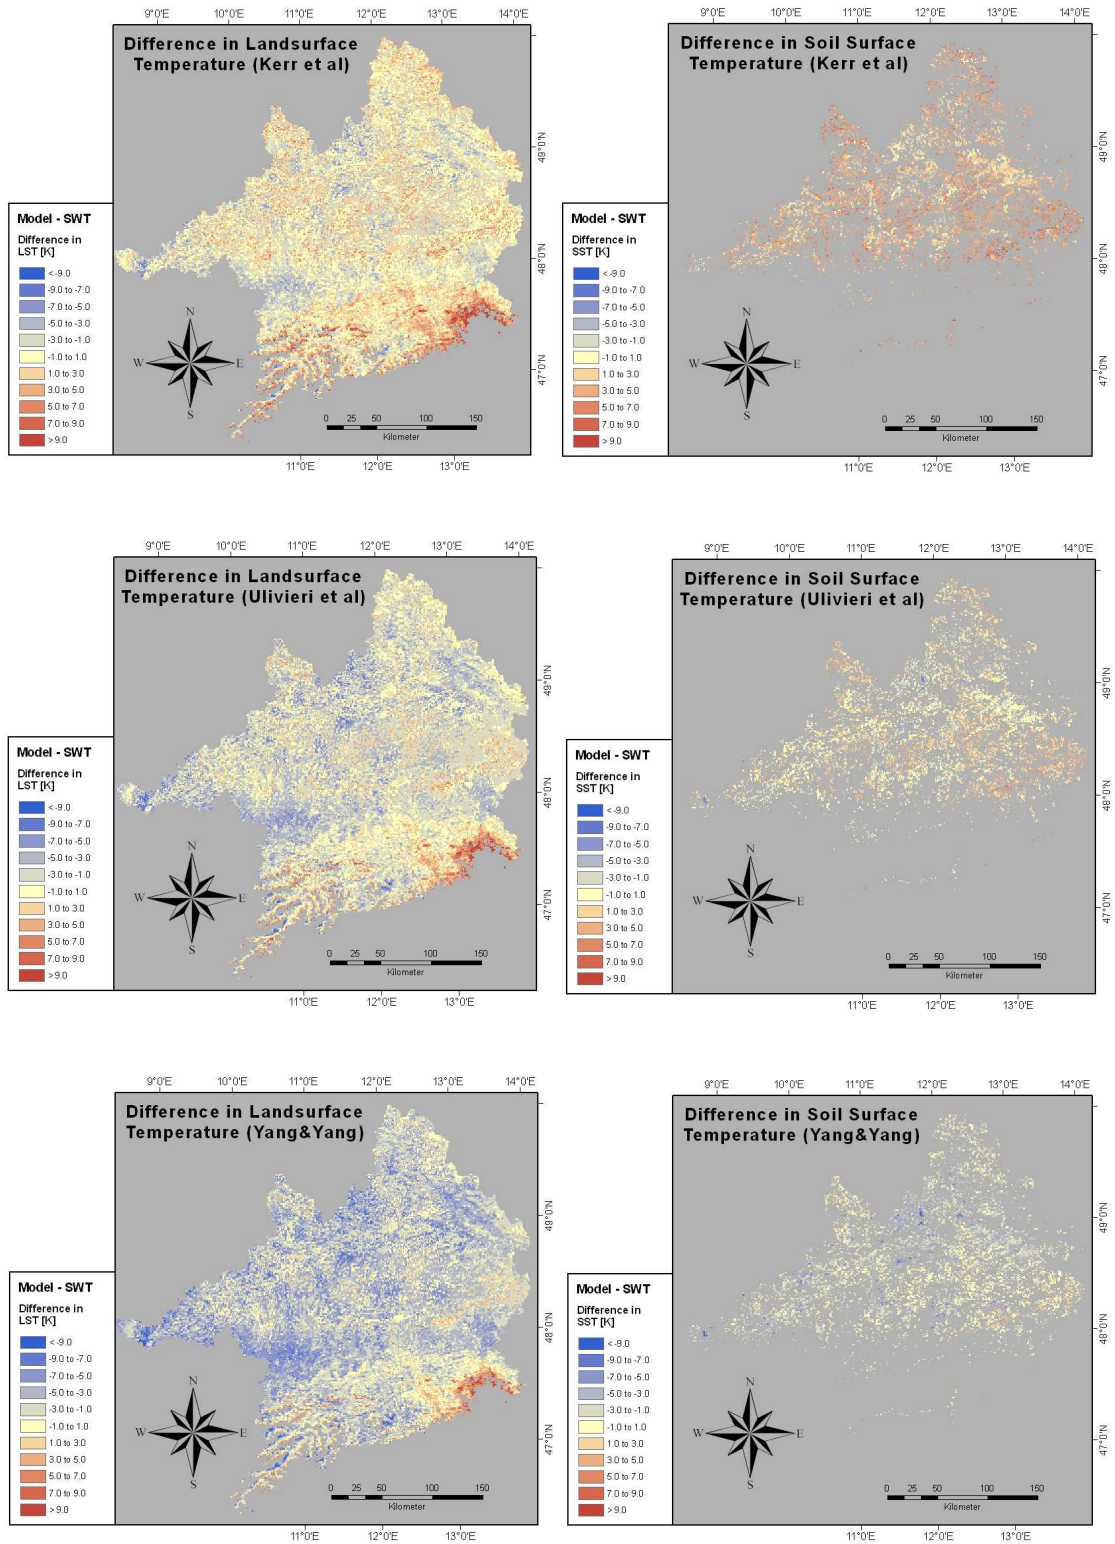 9°0'E 10°0'E 11°0'E 12°0'E 13°0'E 14°0'E
Difference in Landsurface
Temperature (Kerr et al)
49°0'N
48°0'N
47°0'N
Model - SWT
Difference in
LST [K]
< -9.0
-9.0 to -7.0
-7.0 to -5.0
-5.0 to -3.0
-3.0 to -1.0
-1.0 to 1.0
1.0 to 3.0
3.0 to 5.0
5.0 to 7.0
7.0 to 9.0
> 9.0
N
W E
S
0 25 50 100 150
Kilometer
11°0'E 12°0'E 13°0'E
9°0'E 10°0'E 11°0'E 12°0'E 13°0'E 14°0'E
Difference in Soil Surface
Temperature (Kerr et al)
49°0'N
48°0'N
47°0'N
Model - SWT
Difference in
SST [K]
< -9.0
-9.0 to -7.0
-7.0 to -5.0
-5.0 to -3.0
-3.0 to -1.0
-1.0 to 1.0
1.0 to 3.0
3.0 to 5.0
5.0 to 7.0
7.0 to 9.0
> 9.0
N
W E
S
0 25 50 100 150
Kilometer
11°0'E 12°0'E 13°0'E
9°0'E 10°0'E 11°0'E 12°0'E 13°0'E 14°0'E
Difference in Landsurface
Temperature (Ulivieri et al)
49°0'N
48°0'N
47°0'N
Model - SWT
Difference in
LST [K]
< -9.0
-9.0 to -7.0
-7.0 to -5.0
-5.0 to -3.0
-3.0 to -1.0
-1.0 to 1.0
1.0 to 3.0
3.0 to 5.0
5.0 to 7.0
7.0 to 9.0
> 9.0
N
W E
S
0 25 50 100 150
Kilometer
11°0'E 12°0'E 13°0'E
9°0'E 10°0'E 11°0'E 12°0'E 13°0'E 14°0'E
Difference in Soil Surface
Temperature (Ulivieri et al)
49°0'N
48°0'N
47°0'N
Model - SWT
Difference in
SST [K]
< -9.0
-9.0 to -7.0
-7.0 to -5.0
-5.0 to -3.0
-3.0 to -1.0
-1.0 to 1.0
1.0 to 3.0
3.0 to 5.0
5.0 to 7.0
7.0 to 9.0
> 9.0
N
W E
S
0 25 50 100 150
Kilometer
11°0'E 12°0'E 13°0'E
9°0'E 10°0'E 11°0'E 12°0'E 13°0'E 14°0'E
Difference in Landsurface
Temperature (Yang&Yang)
49°0'N
48°0'N
47°0'N
Model - SWT
Difference in
LST [K]
< -9.0
-9.0 to -7.0
-7.0 to -5.0
-5.0 to -3.0
-3.0 to -1.0
-1.0 to 1.0
1.0 to 3.0
3.0 to 5.0
5.0 to 7.0
7.0 to 9.0
> 9.0
N
W E
S
0 25 50 100 150
Kilometer
11°0'E 12°0'E 13°0'E
9°0'E 10°0'E 11°0'E 12°0'E 13°0'E 14°0'E
Difference in Soil Surface
Temperature (Yang&Yang)
49°0'N
48°0'N
47°0'N
Model - SWT
Difference in
SST [K]
< -9.0
-9.0 to -7.0
-7.0 to -5.0
-5.0 to -3.0
-3.0 to -1.0
-1.0 to 1.0
1.0 to 3.0
3.0 to 5.0
5.0 to 7.0
7.0 to 9.0
> 9.0
N
W E
S
0 25 50 100 150
Kilometer
11°0'E 12°0'E 13°0'E